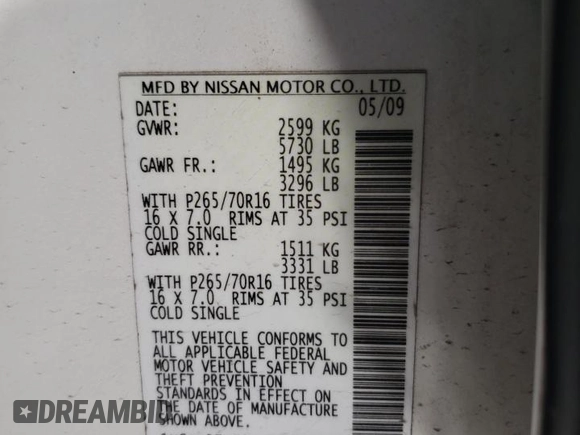 MFD BY NISSAN MOTOR CO., LTD.
DATE: 05/09
GVWR: 2599 KG
5730 LB
GAWR FR.: 1495 KG
3296 LB
WITH P265/70R16 TIRES
16 X 7.0 RIMS AT 35 PSI
COLD SINGLE
GAWR RR.: 1511 KG
3331 LB
WITH P265/70R16 TIRES
16 X 7.0 RIMS AT 35 PSI
COLD SINGLE
THIS VEHICLE CONFORMS TO
ALL APPLICABLE FEDERAL
MOTOR VEHICLE SAFETY AND
THEFT PREVENTION
STANDARDS IN EFFECT ON
THE DATE OF MANUFACTURE
SHOWN ABOVE.
DREAMBID